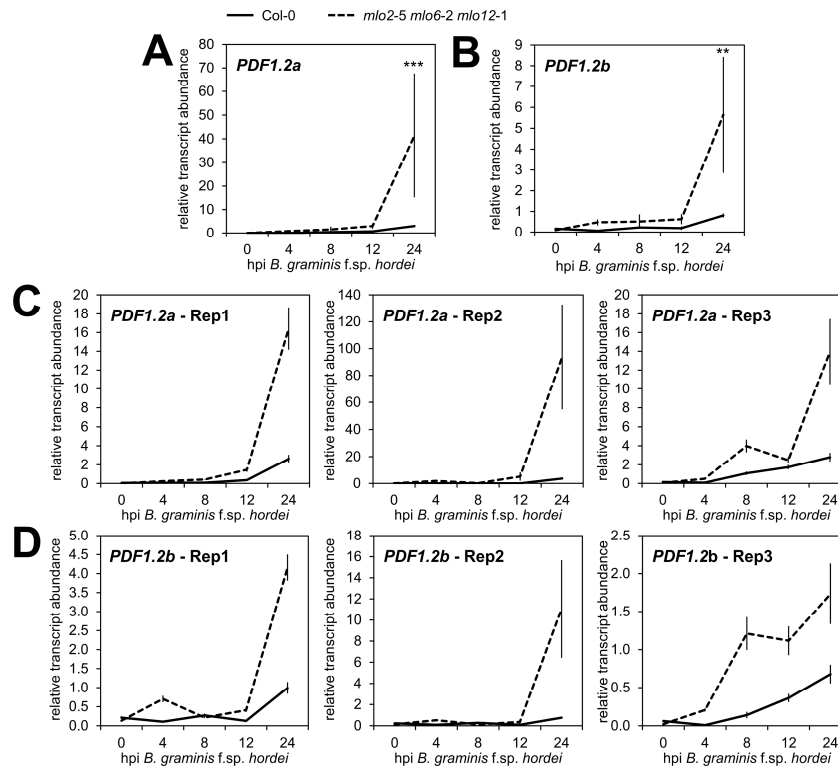 Col-0 mlo2-5 mlo6-2 mlo12-1
A
PDF1.2a
***
relative transcript abundance
80
70
60
50
40
30
20
10
0
0 4 8 12 24
hpi B. graminis f.sp. hordei
B
PDF1.2b
**
relative transcript abundance
9
8
7
6
5
4
3
2
1
0
0 4 8 12 24
hpi B. graminis f.sp. hordei
C
PDF1.2a - Rep1
relative transcript abundance
20
18
16
14
12
10
8
6
4
2
0
0 4 8 12 24
hpi B. graminis f.sp. hordei
PDF1.2a - Rep2
relative transcript abundance
140
120
100
80
60
40
20
0
0 4 8 12 24
hpi B. graminis f.sp. hordei
PDF1.2a - Rep3
relative transcript abundance
20
18
16
14
12
10
8
6
4
2
0
0 4 8 12 24
hpi B. graminis f.sp. hordei
D
PDF1.2b - Rep1
relative transcript abundance
5.0
4.5
4.0
3.5
3.0
2.5
2.0
1.5
1.0
0.5
0.0
0 4 8 12 24
hpi B. graminis f.sp. hordei
PDF1.2b - Rep2
relative transcript abundance
18
16
14
12
10
8
6
4
2
0
0 4 8 12 24
hpi B. graminis f.sp. hordei
PDF1.2b - Rep3
relative transcript abundance
2.5
2.0
1.5
1.0
0.5
0.0
0 4 8 12 24
hpi B. graminis f.sp. hordei